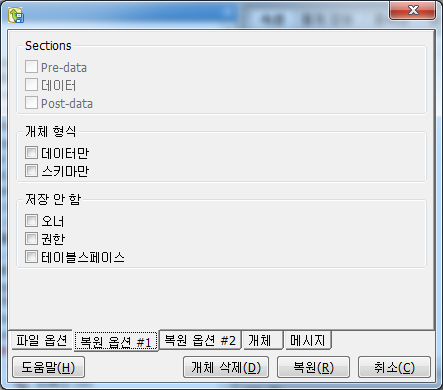 Sections
Pre-data
데이터
Post-data
개체 형식
데이터만
스키마만
저장 안 함
오너
권한
테이블스페이스
파일 옵션 복원 옵션 #1 복원 옵션 #2 개체 메시지
도움말(H) 개체 삭제(D) 복원(R) 취소(C)